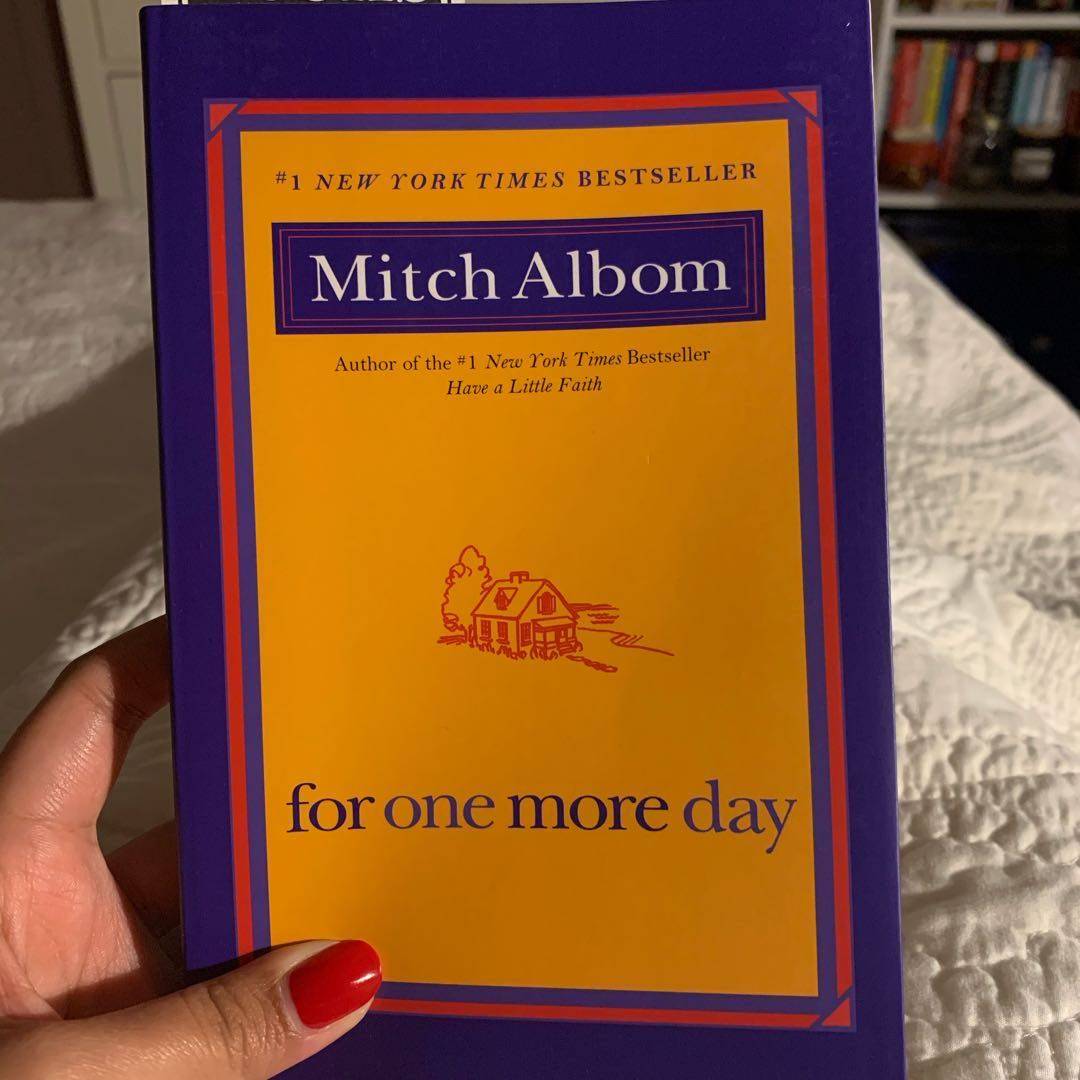 #1 NEW YORK TIMES BESTSELLER
Mitch Albom
Author of the #1 New York Times Bestseller
Have a Little Faith
for one more day